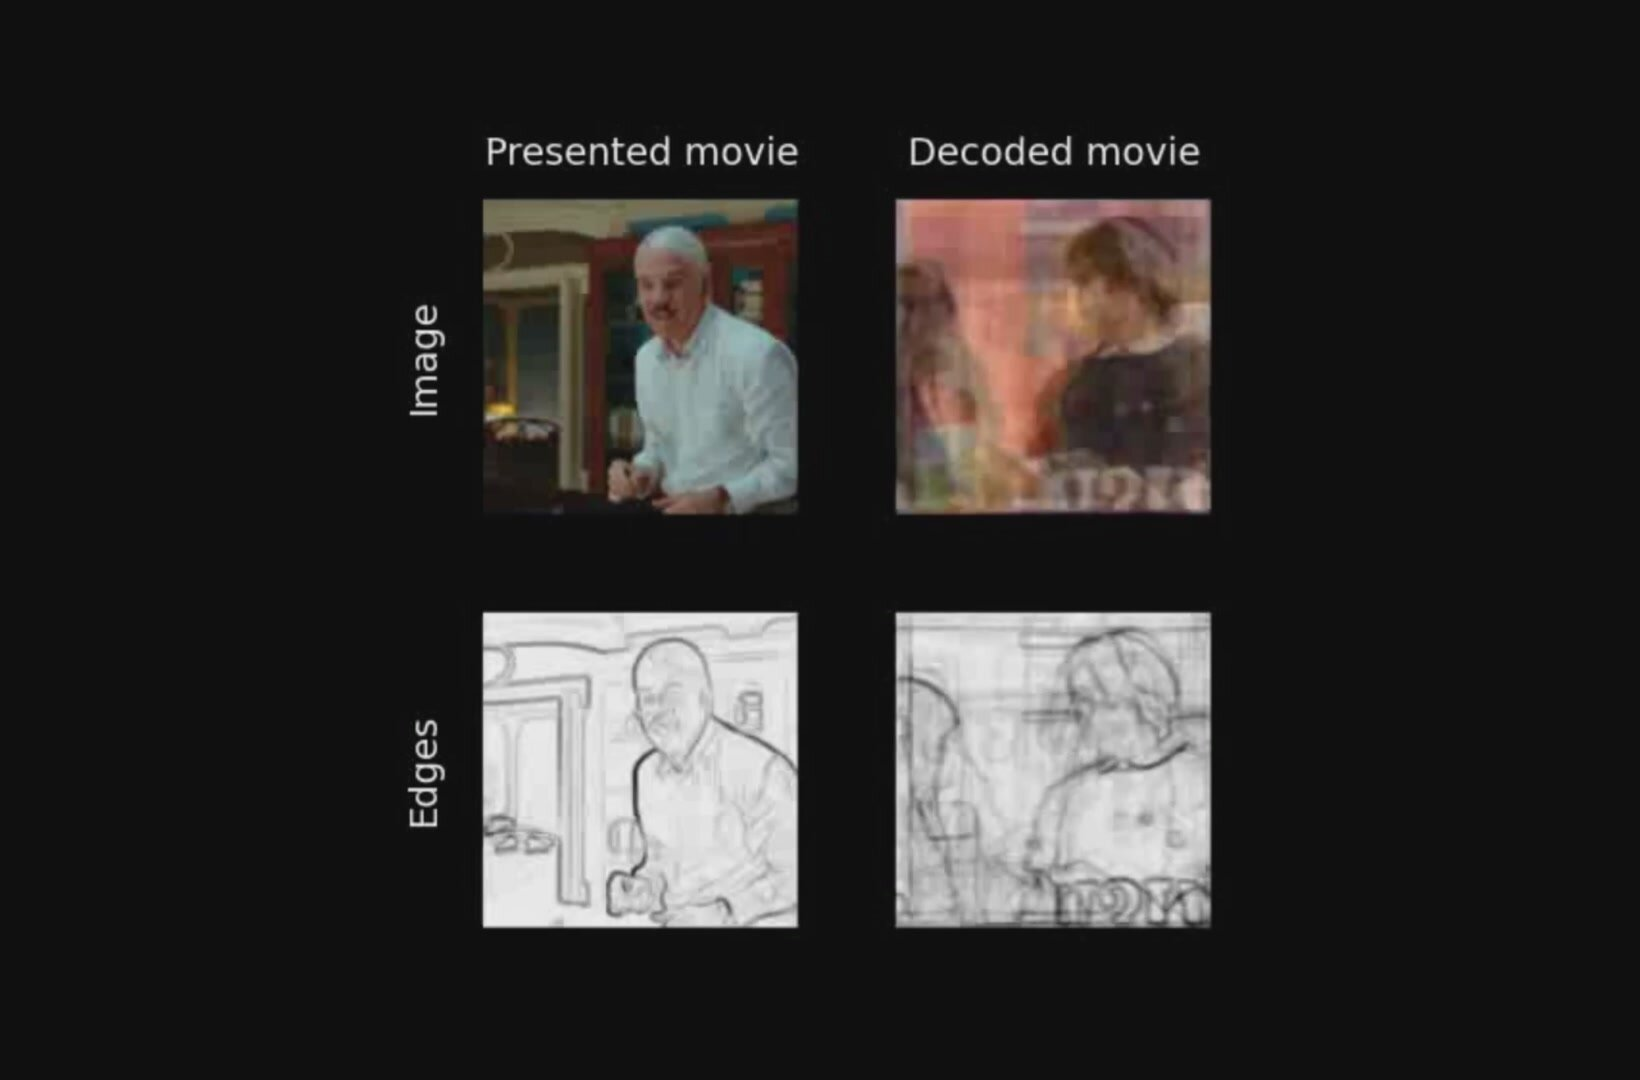 Presented movie
Decoded movie
Image
Edges